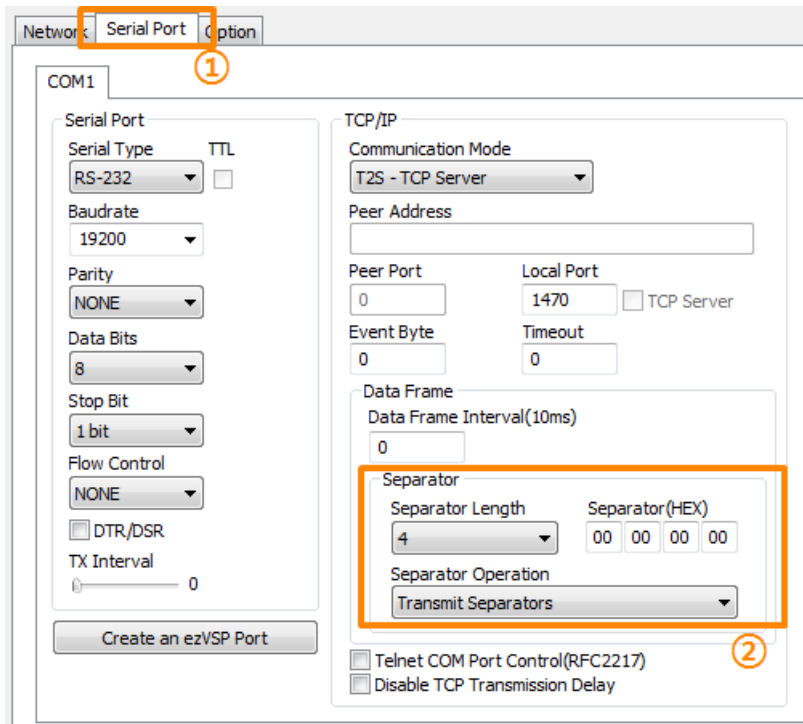 Network Serial Port Option
①
COM1
Serial Port
Serial Type TTL
RS-232
Baudrate
19200
Parity
NONE
Data Bits
8
Stop Bit
1 bit
Flow Control
NONE
DTR/DSR
TX Interval
0
Create an ezVSP Port
TCP/IP
Communication Mode
T2S - TCP Server
Peer Address
Peer Port Local Port
0 1470 TCP Server
Event Byte Timeout
0 0
Data Frame
Data Frame Interval(10ms)
0
Separator
Separator Length Separator(HEX)
4 00 00 00 00
Separator Operation
Transmit Separators
②
Telnet COM Port Control(RFC2217)
Disable TCP Transmission Delay